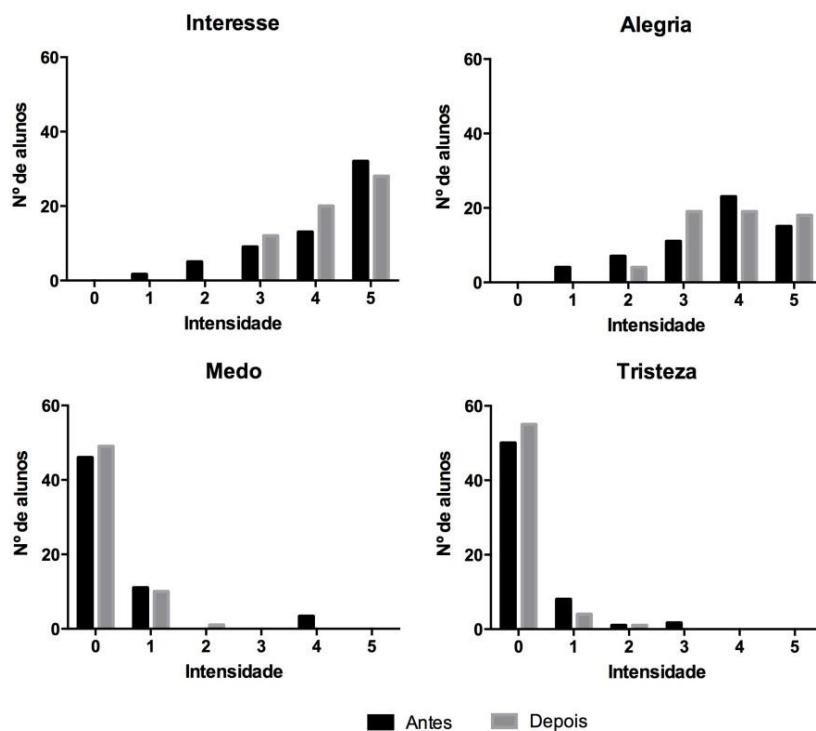 Interesse
60
40
20
0
Nº de alunos
0 1 2 3 4 5
Intensidade
Alegria
60
40
20
0
Nº de alunos
0 1 2 3 4 5
Intensidade
Medo
60
40
20
0
Nº de alunos
0 1 2 3 4 5
Intensidade
Tristeza
60
40
20
0
Nº de alunos
0 1 2 3 4 5
Intensidade
Antes Depois